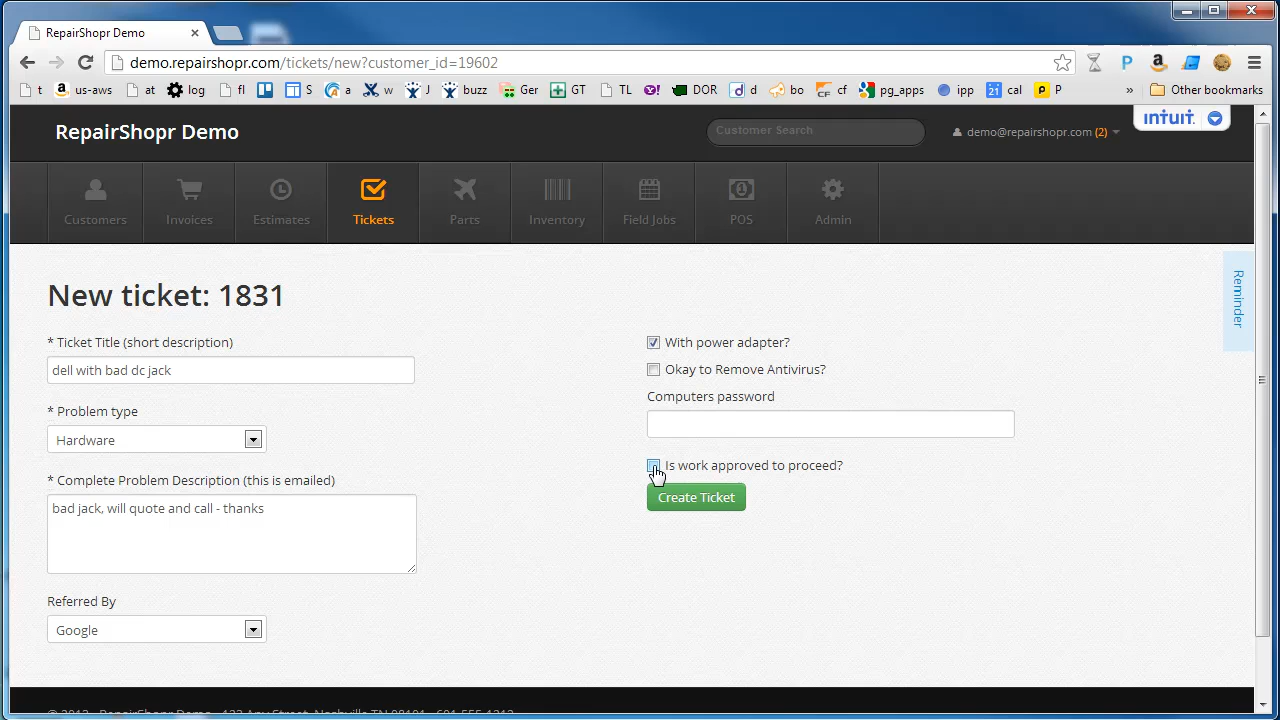 RepairShopr Demo
demo.repairshopr.com/tickets/new?customer_id=19602
t us-aws at log fl S a w J buzz Ger GT TL DOR d bo cf pg_apps ipp cal P » Other bookmarks
RepairShopr Demo
Customer Search
demo@repairshopr.com (2)
intuit.
Customers Invoices Estimates Tickets Parts Inventory Field Jobs POS Admin
Reminder
New ticket: 1831
* Ticket Title (short description)
dell with bad dc jack
* Problem type
Hardware
* Complete Problem Description (this is emailed)
bad jack, will quote and call - thanks
Referred By
Google
With power adapter?
Okay to Remove Antivirus?
Computers password
Is work approved to proceed?
Create Ticket